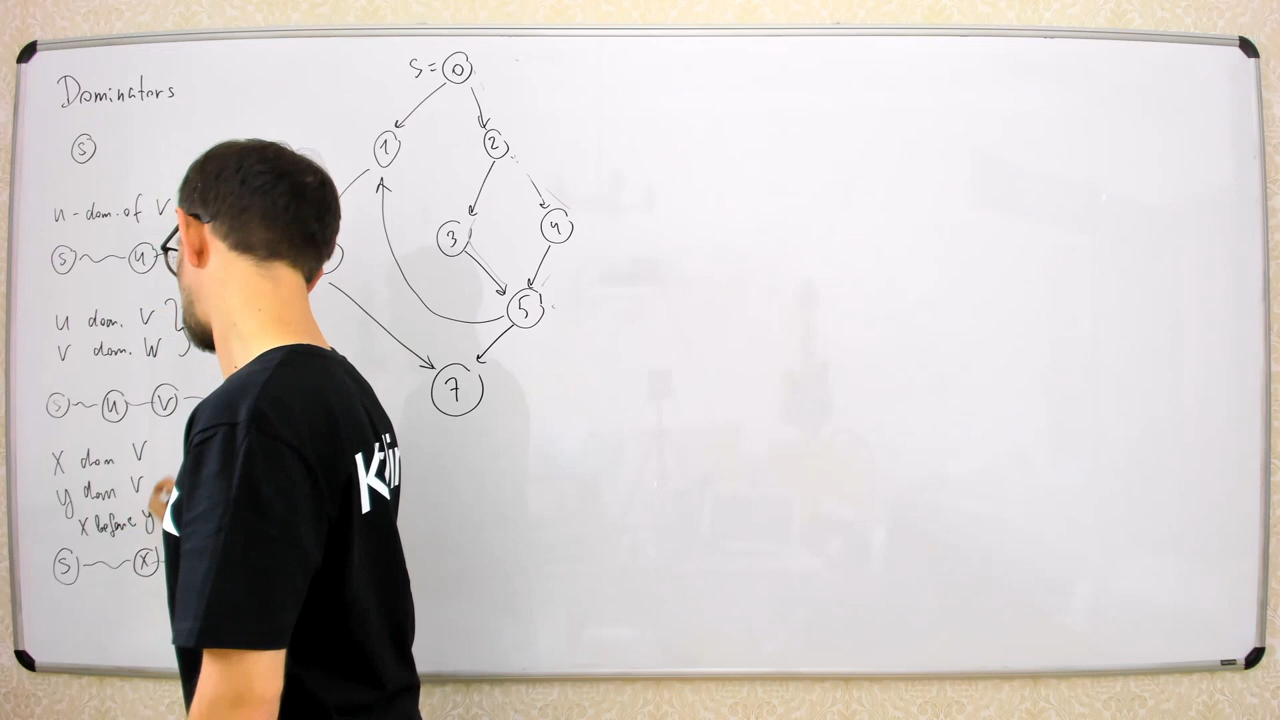 Dominators
S
u - dom. of V
S u
u dom. V
V dom. W
S u V
X dom V
y dom V
X before y
S X
S = 0
1 2
3 4
5
7